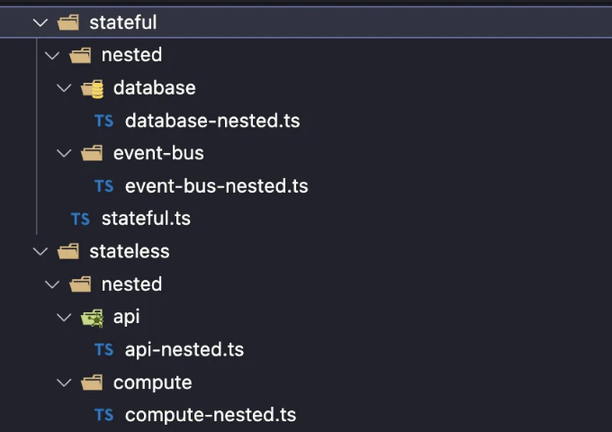 stateful
nested
database
TS database-nested.ts
event-bus
TS event-bus-nested.ts
TS stateful.ts
stateless
nested
api
TS api-nested.ts
compute
TS compute-nested.ts